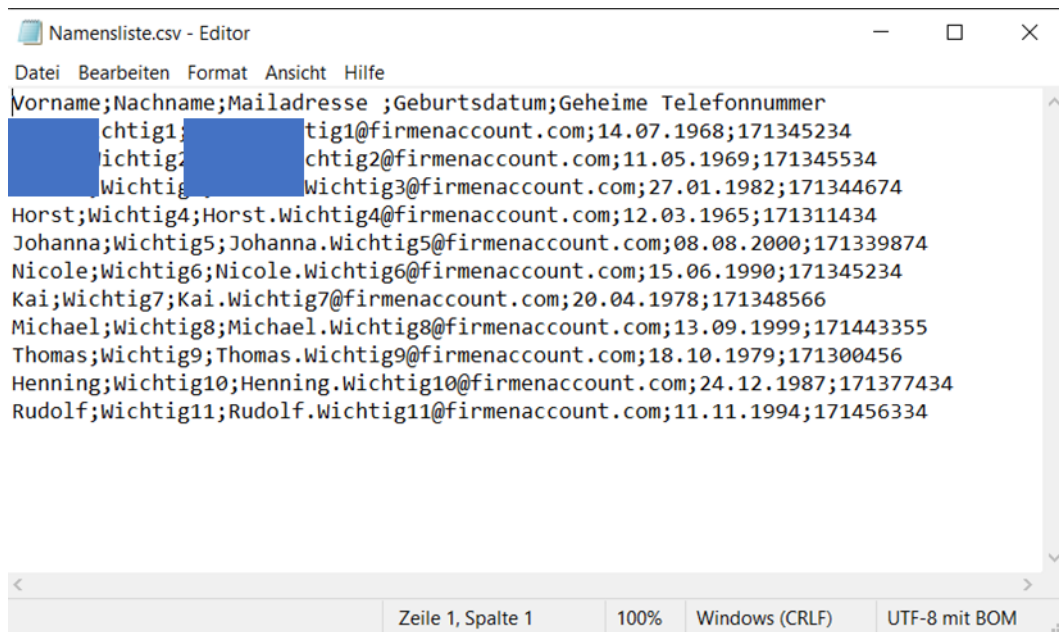 Namensliste.csv - Editor
Datei Bearbeiten Format Ansicht Hilfe
Vorname;Nachname;Mailadresse ;Geburtsdatum;Geheime Telefonnummer
chtig1; tig1@firmenaccount.com;14.07.1968;171345234
ichtig2 chtig2@firmenaccount.com;11.05.1969;171345534
Wichtig Wichtig3@firmenaccount.com;27.01.1982;171344674
Horst;Wichtig4;Horst.Wichtig4@firmenaccount.com;12.03.1965;171311434
Johanna;Wichtig5;Johanna.Wichtig5@firmenaccount.com;08.08.2000;171339874
Nicole;Wichtig6;Nicole.Wichtig6@firmenaccount.com;15.06.1990;171345234
Kai;Wichtig7;Kai.Wichtig7@firmenaccount.com;20.04.1978;171348566
Michael;Wichtig8;Michael.Wichtig8@firmenaccount.com;13.09.1999;171443355
Thomas;Wichtig9;Thomas.Wichtig9@firmenaccount.com;18.10.1979;171300456
Henning;Wichtig10;Henning.Wichtig10@firmenaccount.com;24.12.1987;171377434
Rudolf;Wichtig11;Rudolf.Wichtig11@firmenaccount.com;11.11.1994;171456334
Zeile 1, Spalte 1 100% Windows (CRLF) UTF-8 mit BOM